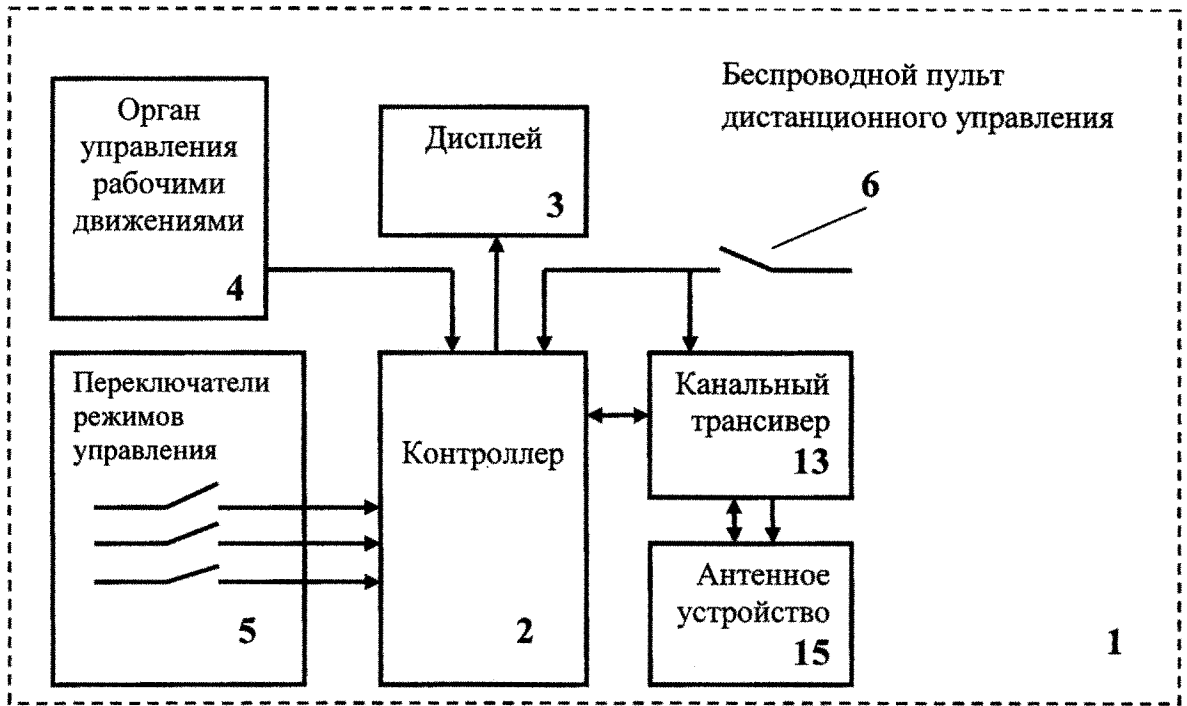 Орган
управления
рабочими
движениями
4
Дисплей
3
Беспроводной пульт
дистанционного управления
6
Переключатели
режимов
управления
5
Контроллер
2
Канальный
трансивер
13
Антенное
устройство
15
1